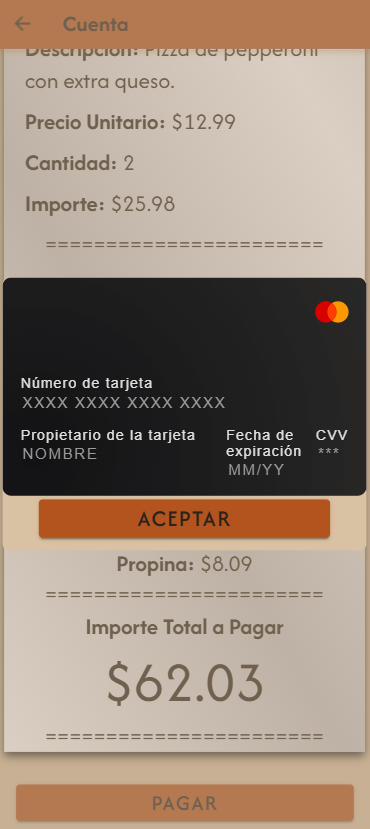 Cuenta
Descripción: Pizza de pepperoni
con extra queso.
Precio Unitario: $12.99
Cantidad: 2
Importe: $25.98
=======================
Número de tarjeta
XXXX XXXX XXXX XXXX
Propietario de la tarjeta Fecha de expiración CVV
NOMBRE MM/YY ***
ACEPTAR
Propina: $8.09
=======================
Importe Total a Pagar
$62.03
=======================
PAGAR